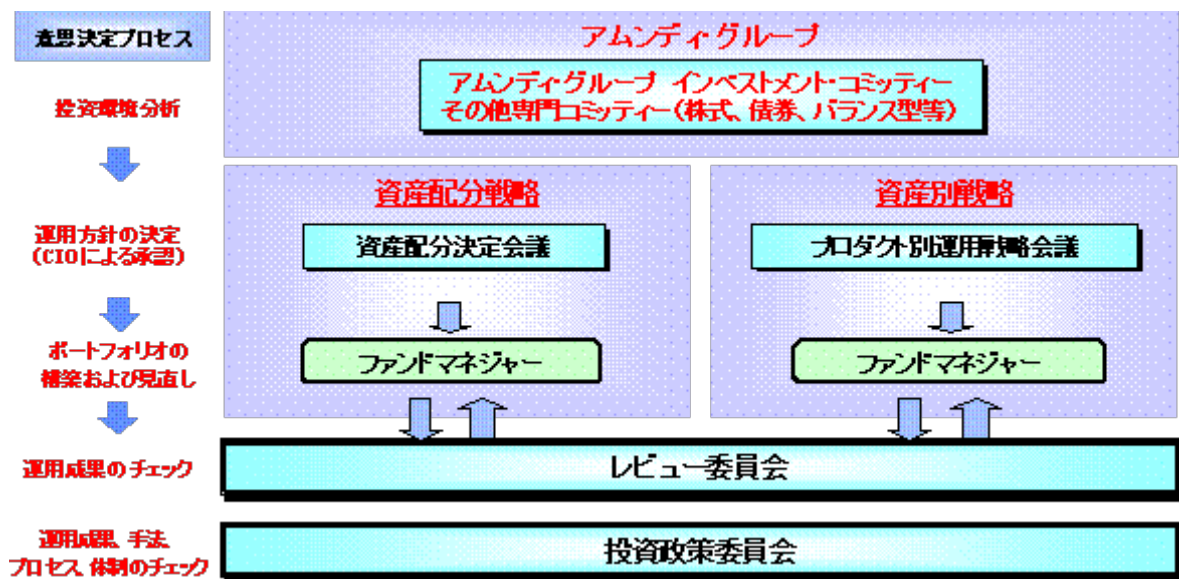 意思決定プロセス
アムンディ・グループ
アムンディ・グループ インベストメント・コミッティー
その他専門コミッティー(株式、債券、バランス型等)
投資環境分析
資産配分戦略
資産別戦略
運用方針の決定
(CIOによる承認)
資産配分決定会議
プロダクト別運用戦略会議
ポートフォリオの
構築および見直し
ファンドマネジャー
ファンドマネジャー
運用成果のチェック
レビュー委員会
運用成果、手法、
プロセス、体制のチェック
投資政策委員会